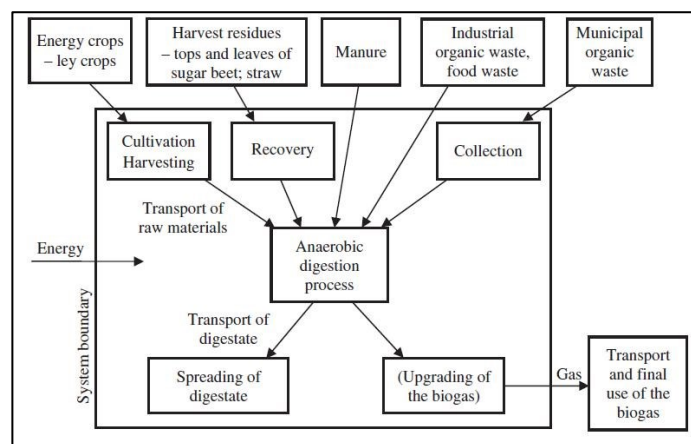 Energy crops
– ley crops
Harvest residues
– tops and leaves of
sugar beet; straw
Manure
Industrial
organic waste,
food waste
Municipal
organic
waste
Cultivation
Harvesting
Recovery
Collection
Transport of
raw materials
Energy
Anaerobic
digestion
process
System boundary
Transport of
digestate
Spreading of
digestate
(Upgrading of
the biogas)
Gas
Transport
and final
use of the
biogas